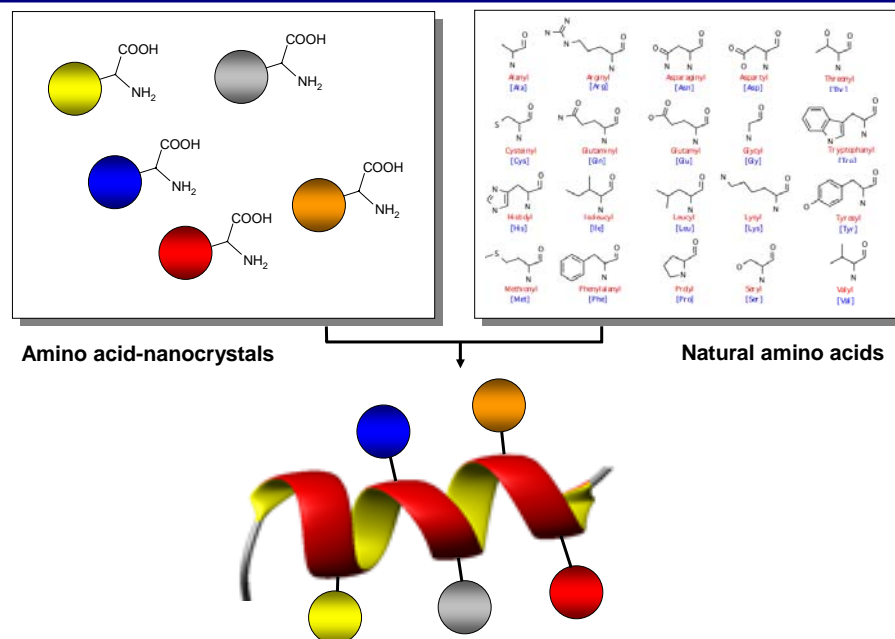 COOH
NH2
COOH
NH2
COOH
NH2
COOH
NH2
COOH
NH2
Alanyl
[Ala]
Arginyl
[Arg]
Asparaginyl
[Asn]
Aspartyl
[Asp]
Threonyl
Cysteinyl
[Cys]
Glutaminyl
[Gln]
Glutamyl
[Glu]
Glycyl
[Gly]
Tryptophanyl
[Trp]
Histidyl
[His]
Isoleucyl
[Ile]
Leucyl
[Leu]
Lysyl
[Lys]
Tyrosyl
[Tyr]
Methionyl
[Met]
Phenylalanyl
[Phe]
Prolyl
[Pro]
Seryl
[Ser]
Valyl
[Val]
Amino acid-nanocrystals
Natural amino acids